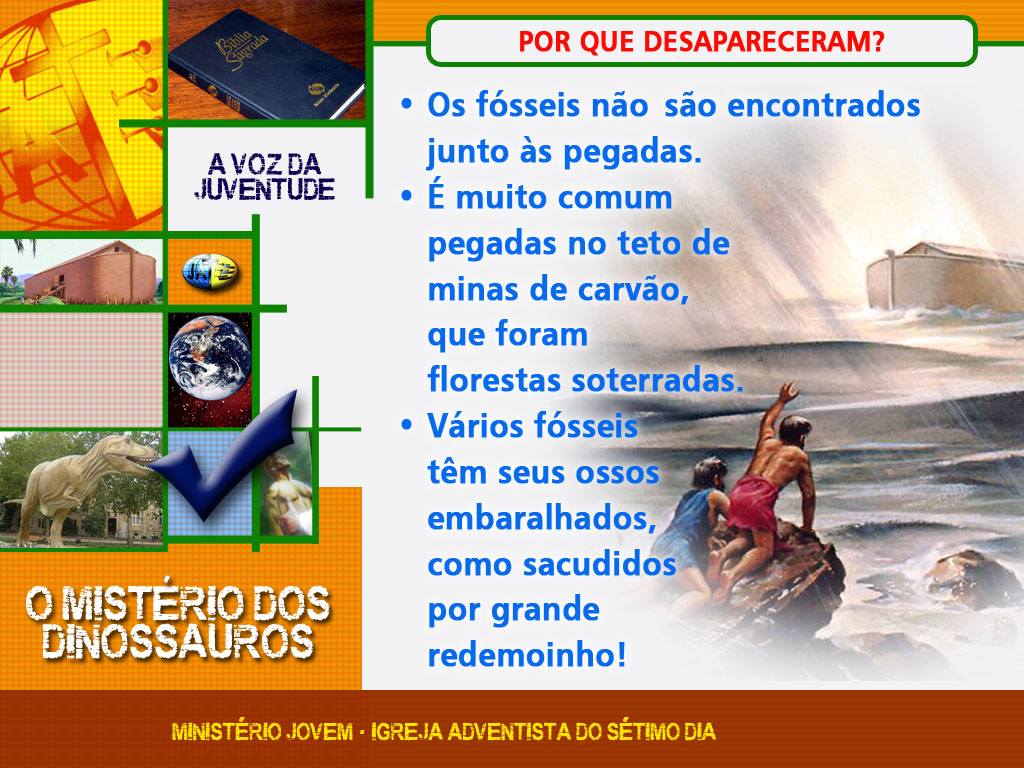 POR QUE DESAPARECERAM?
Bíblia
Sagrada
A VOZ DA
JUVENTUDE
• Os fósseis não são encontrados
junto às pegadas.
• É muito comum
pegadas no teto de
minas de carvão,
que foram
florestas soterradas.
• Vários fósseis
têm seus ossos
embaralhados,
como sacudidos
por grande
redemoinho!
O MISTÉRIO DOS
DINOSSAUROS
MINISTÉRIO JOVEM - IGREJA ADVENTISTA DO SÉTIMO DIA